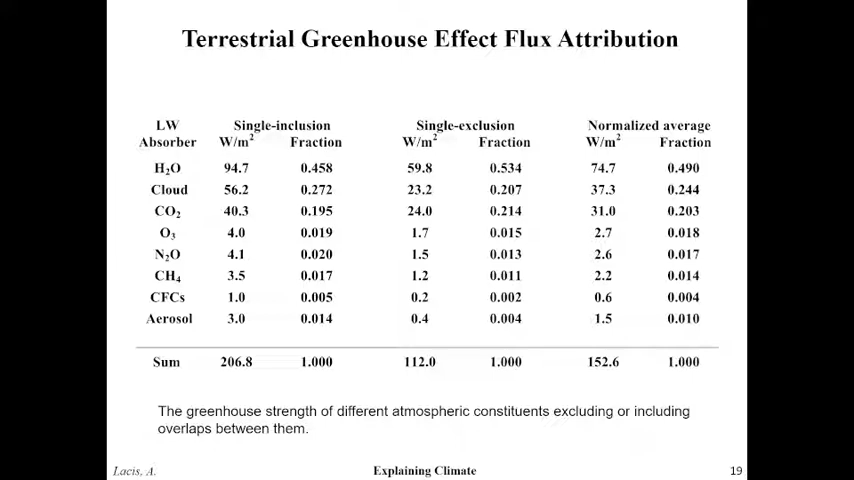 Terrestrial Greenhouse Effect Flux Attribution
LW Single-inclusion Single-exclusion Normalized average
Absorber W/m² Fraction W/m² Fraction W/m² Fraction
H₂O 94.7 0.458 59.8 0.534 74.7 0.490
Cloud 56.2 0.272 23.2 0.207 37.3 0.244
CO₂ 40.3 0.195 24.0 0.214 31.0 0.203
O₃ 4.0 0.019 1.7 0.015 2.7 0.018
N₂O 4.1 0.020 1.5 0.013 2.6 0.017
CH₄ 3.5 0.017 1.2 0.011 2.2 0.014
CFCs 1.0 0.005 0.2 0.002 0.6 0.004
Aerosol 3.0 0.014 0.4 0.004 1.5 0.010
Sum 206.8 1.000 112.0 1.000 152.6 1.000
The greenhouse strength of different atmospheric constituents excluding or including
overlaps between them.
Lacis, A. Explaining Climate 19